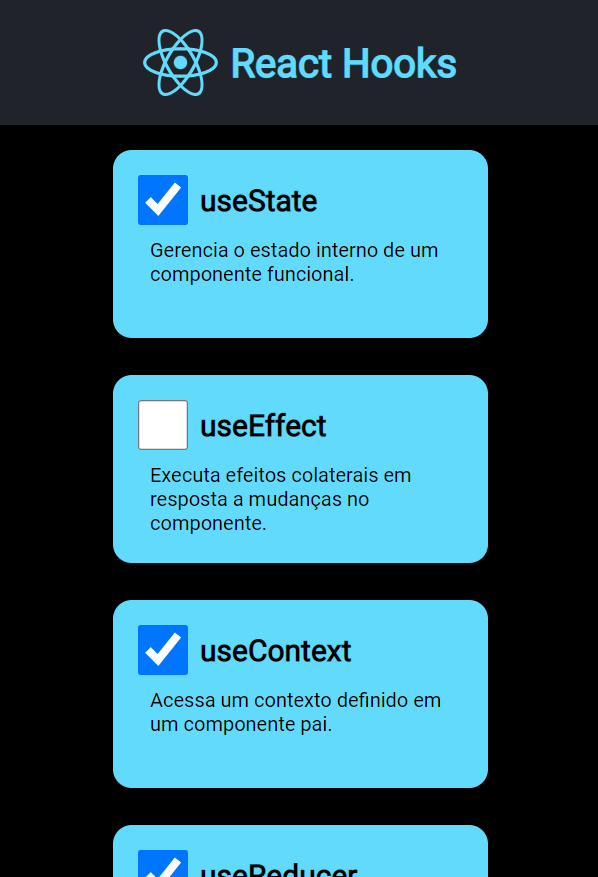 React Hooks
useState
Gerencia o estado interno de um
componente funcional.
useEffect
Executa efeitos colaterais em
resposta a mudanças no
componente.
useContext
Acessa um contexto definido em
um componente pai.
useReducer